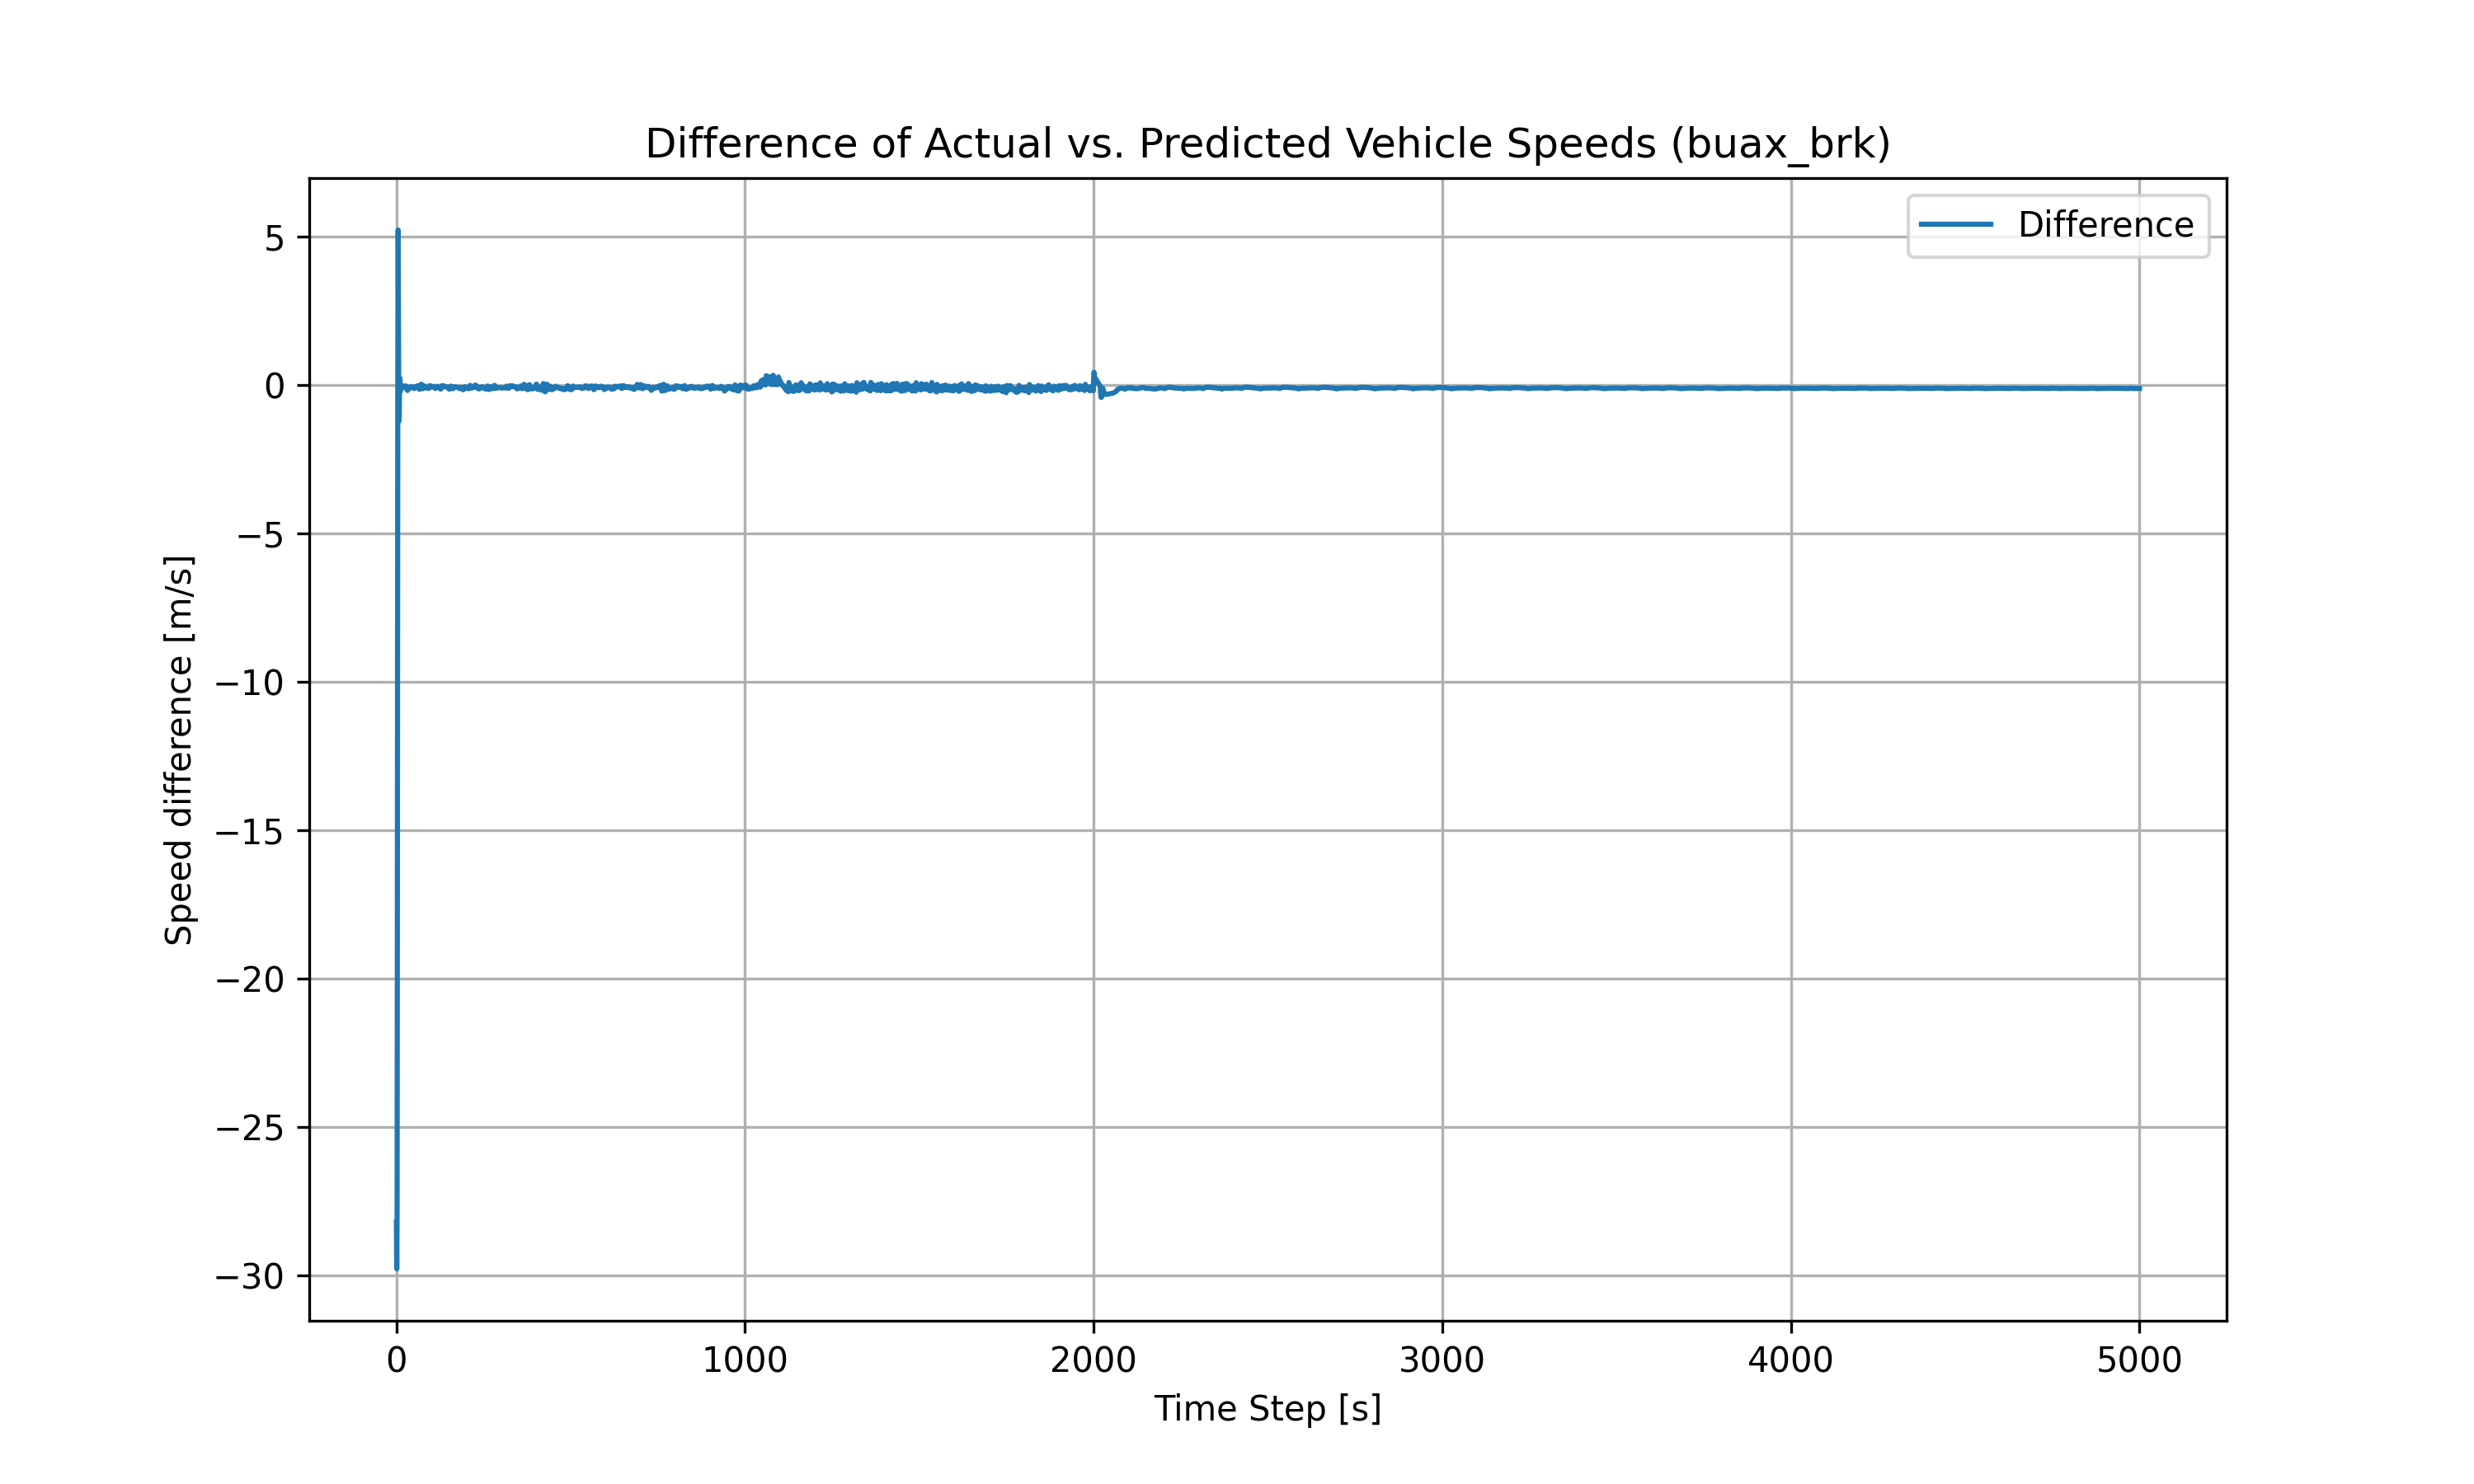 Difference of Actual vs. Predicted Vehicle Speeds (buax_brk)
Difference
5
0
−5
−10
−15
−20
−25
−30
Speed difference [m/s]
0 1000 2000 3000 4000 5000
Time Step [s]